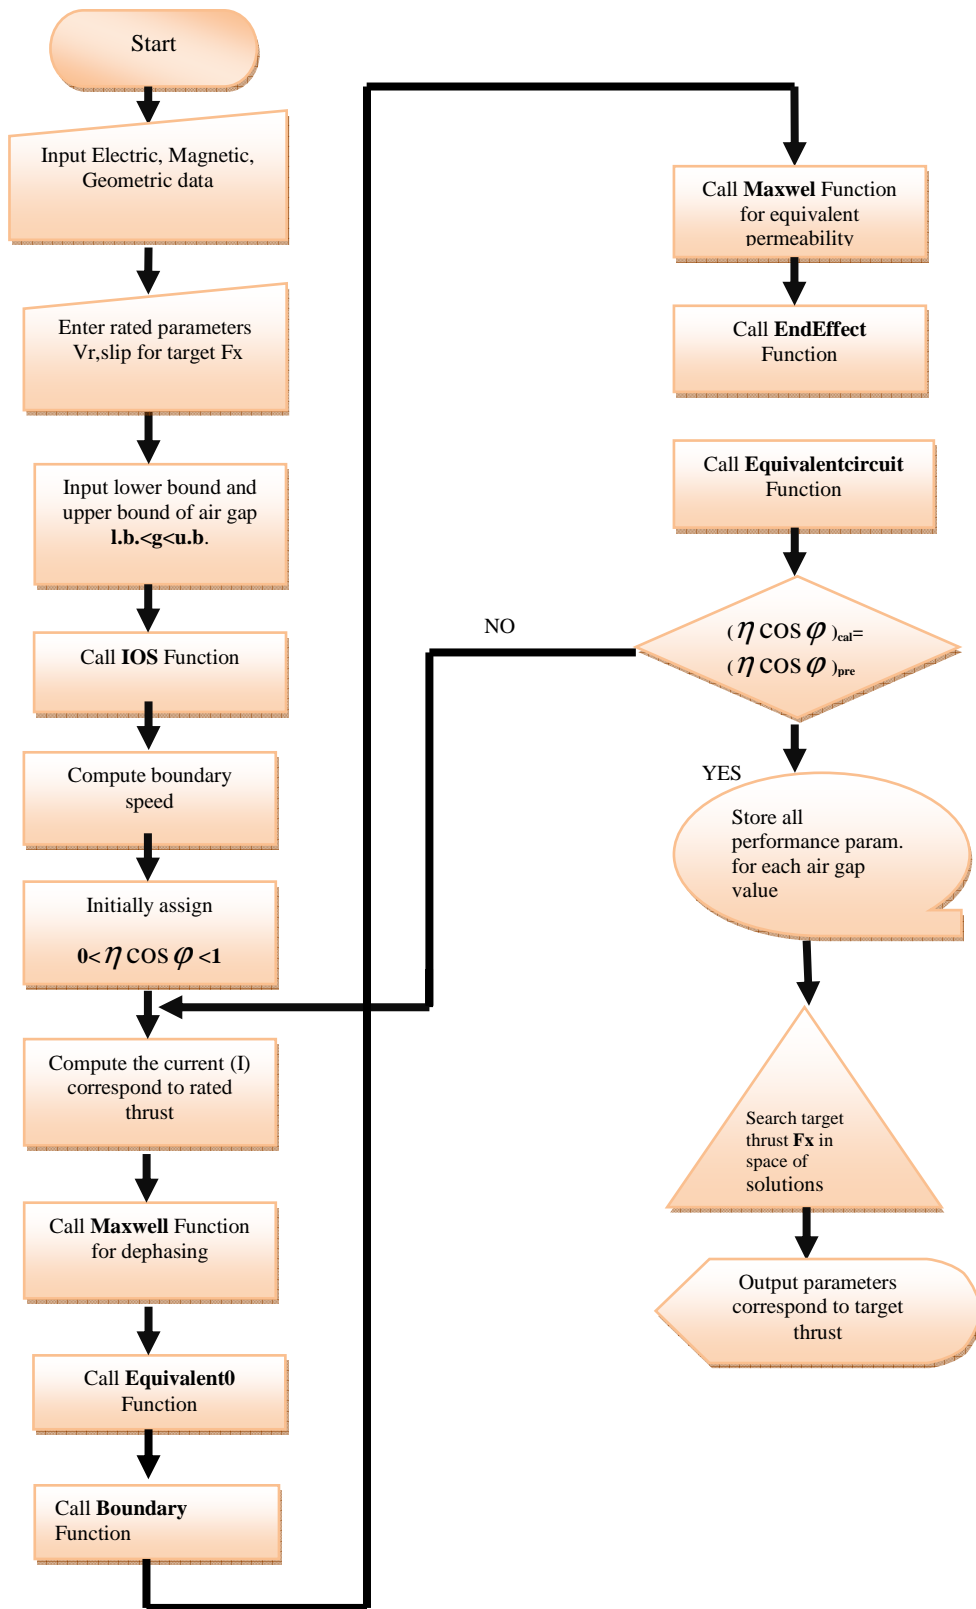 Start
Input Electric, Magnetic,
Geometric data
Enter rated parameters
Vr,slip for target Fx
Input lower bound and
upper bound of air gap
l.b.<g<u.b.
Call IOS Function
Compute boundary
speed
Initially assign
0< η cos φ <1
Compute the current (I)
correspond to rated
thrust
Call Maxwell Function
for dephasing
Call Equivalent0
Function
Call Boundary
Function
Call Maxwel Function
for equivalent
permeability
Call EndEffect
Function
Call Equivalentcircuit
Function
( η cos φ )cal=
( η cos φ )pre
NO
YES
Store all
performance param.
for each air gap
value
Search target
thrust Fx in
space of
solutions
Output parameters
correspond to target
thrust